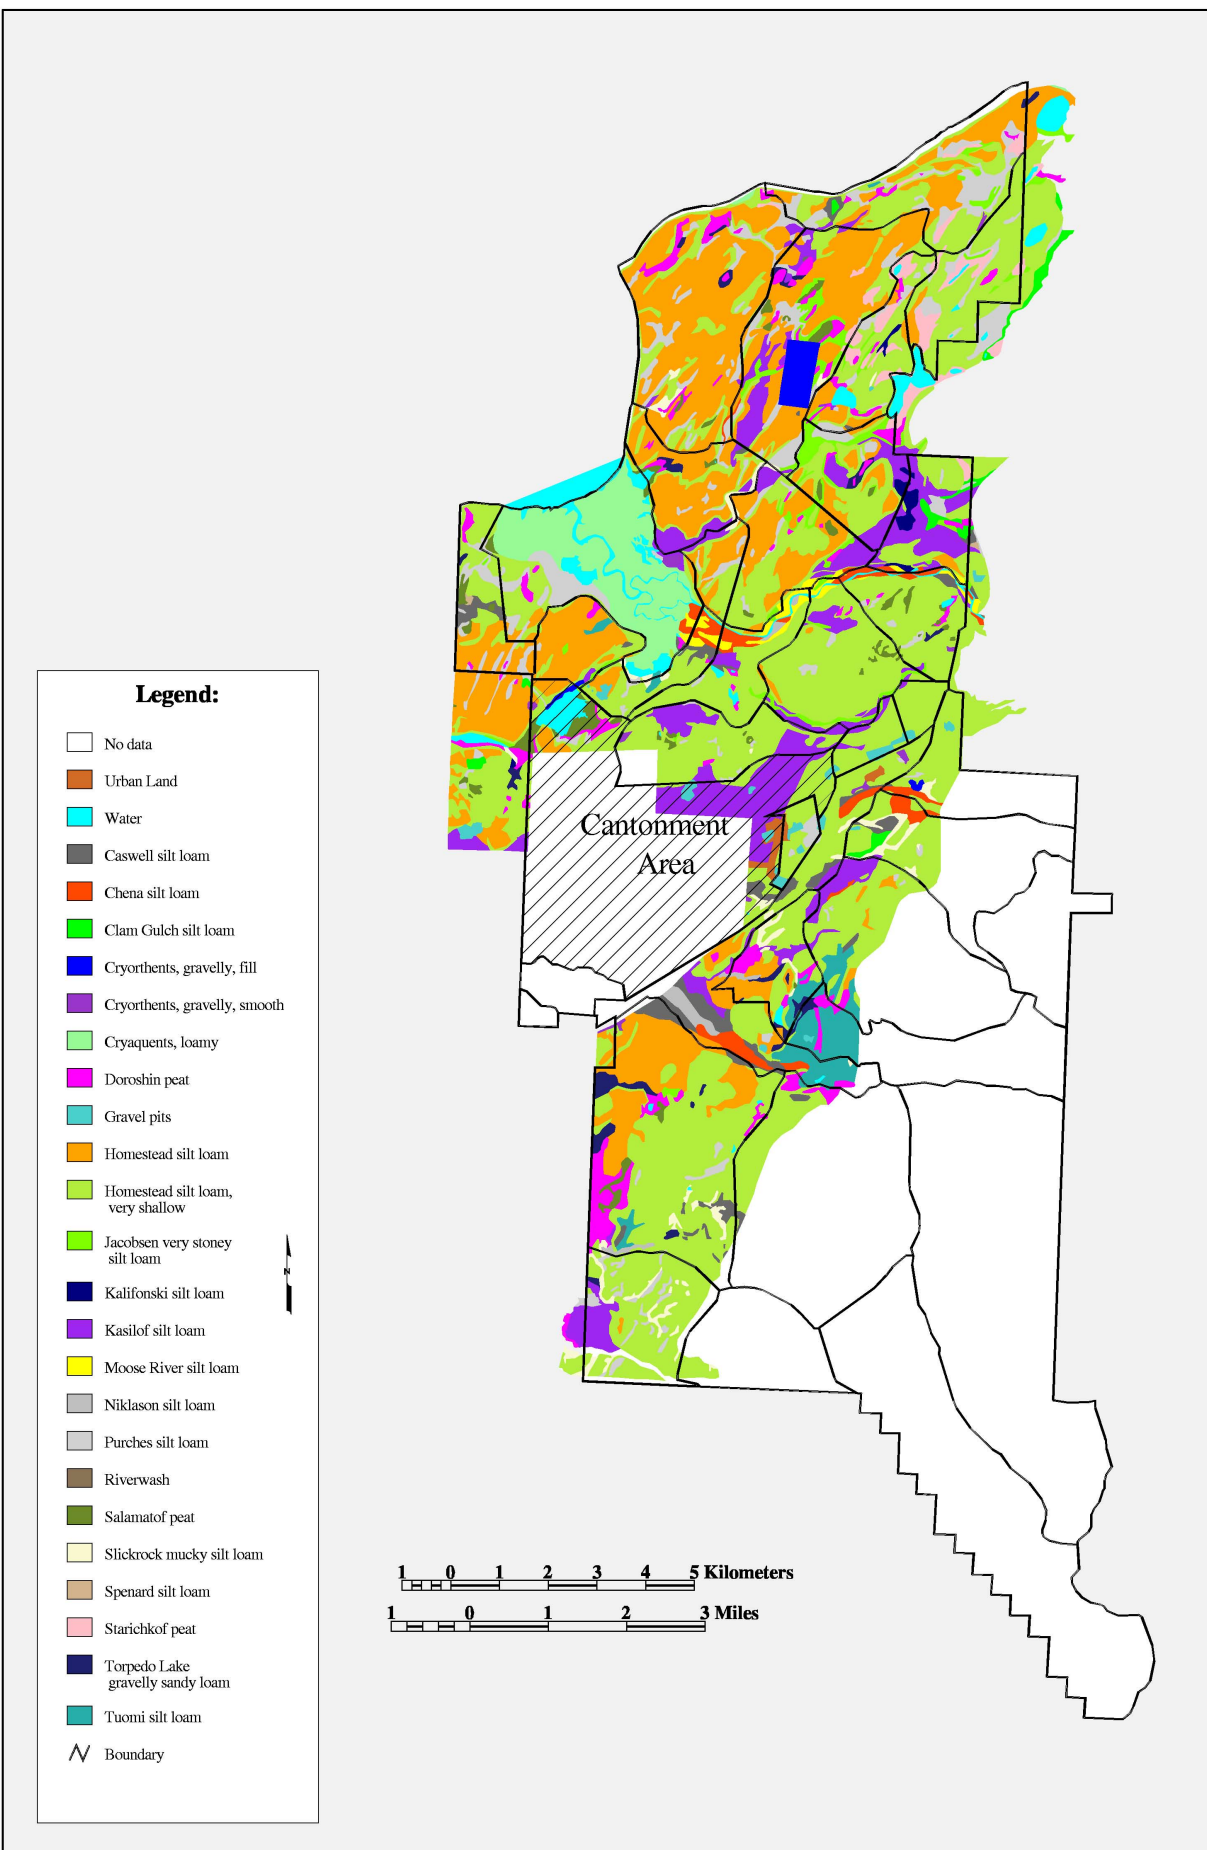 Cantonment
Area
Legend:
No data
Urban Land
Water
Caswell silt loam
Chena silt loam
Clam Gulch silt loam
Cryorthents, gravelly, fill
Cryorthents, gravelly, smooth
Cryaquents, loamy
Doroshin peat
Gravel pits
Homestead silt loam
Homestead silt loam,
very shallow
Jacobsen very stoney
silt loam
Kalifonski silt loam
Kasilof silt loam
Moose River silt loam
Niklason silt loam
Purches silt loam
Riverwash
Salamatof peat
Slickrock mucky silt loam
Spenard silt loam
Starichkof peat
Torpedo Lake
gravelly sandy loam
Tuomi silt loam
Boundary
N
1 0 1 2 3 4 5 Kilometers
1 0 1 2 3 Miles